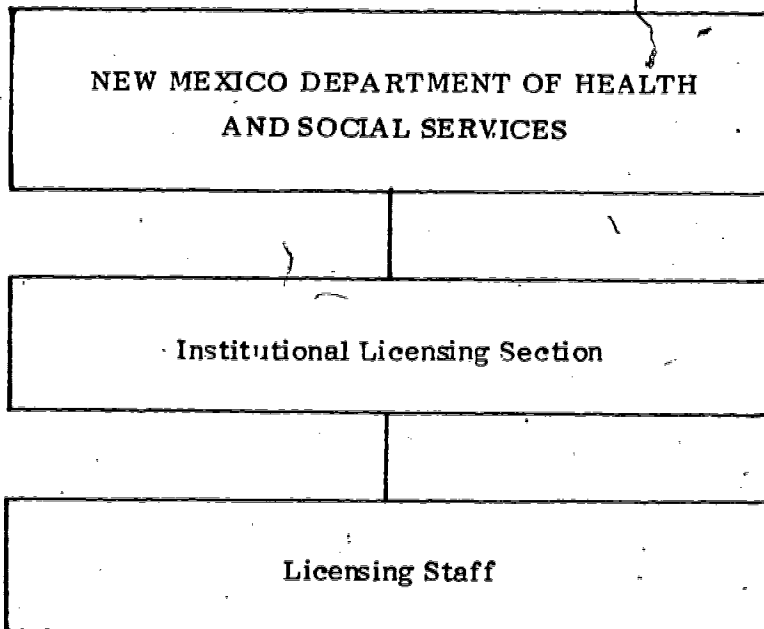 NEW MEXICO DEPARTMENT OF HEALTH
AND SOCIAL SERVICES
Institutional Licensing Section
Licensing Staff